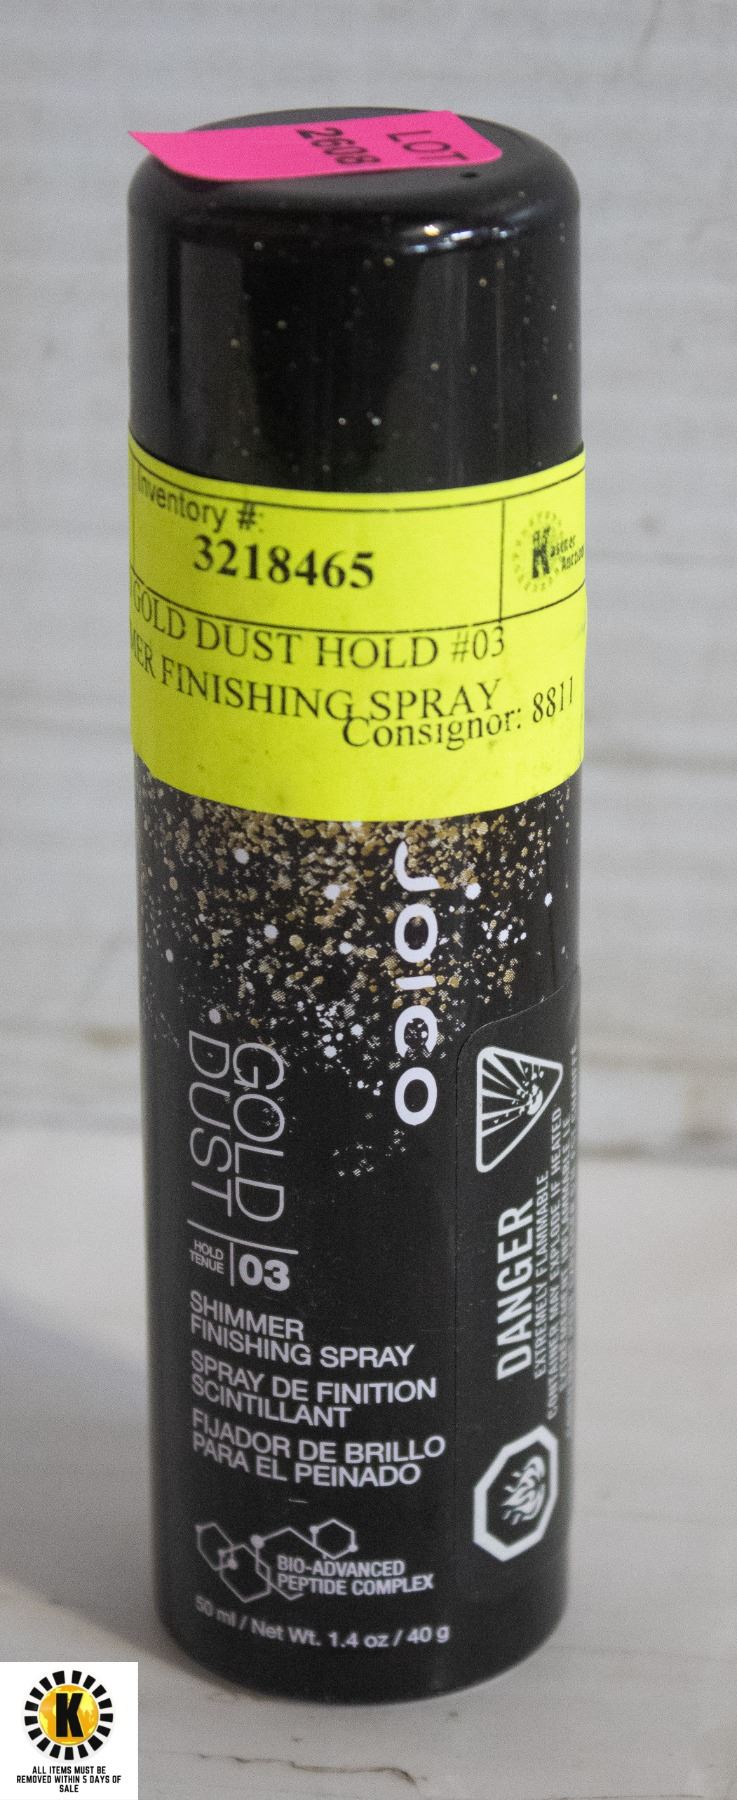 LOT
2608
Inventory #:
3218465
Kastner
Auction
GOLD DUST HOLD #03
MER FINISHING SPRAY
Consignor: 8811
JOICO
GOLD
DUST
HOLD
TENUE
03
SHIMMER
FINISHING SPRAY
SPRAY DE FINITION
SCINTILLANT
FIJADOR DE BRILLO
PARA EL PEINADO
BIO-ADVANCED
PEPTIDE COMPLEX
50 ml / Net Wt. 1.4 oz / 40 g
DANGER
EXTREMELY FLAMMABLE
CONTAINER MAY EXPLODE IF HEATED
K
ALL ITEMS MUST BE
REMOVED WITHIN 5 DAYS OF
SALE